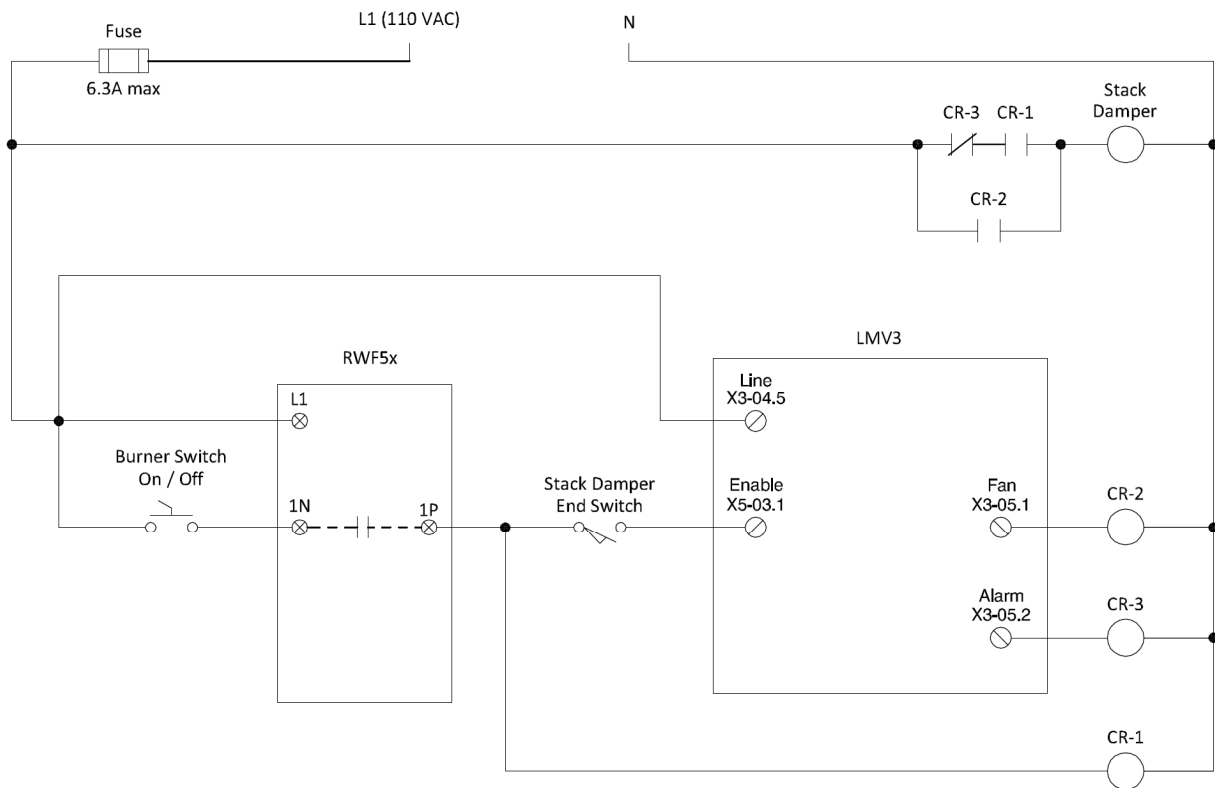 L1 (110 VAC)
N
Fuse
6.3A max
Stack
Damper
CR-3
CR-1
CR-2
RWF5x
LMV3
L1
Line
X3-04.5
Burner Switch
On / Off
1N
1P
Stack Damper
End Switch
Enable
X5-03.1
Fan
X3-05.1
CR-2
Alarm
X3-05.2
CR-3
CR-1